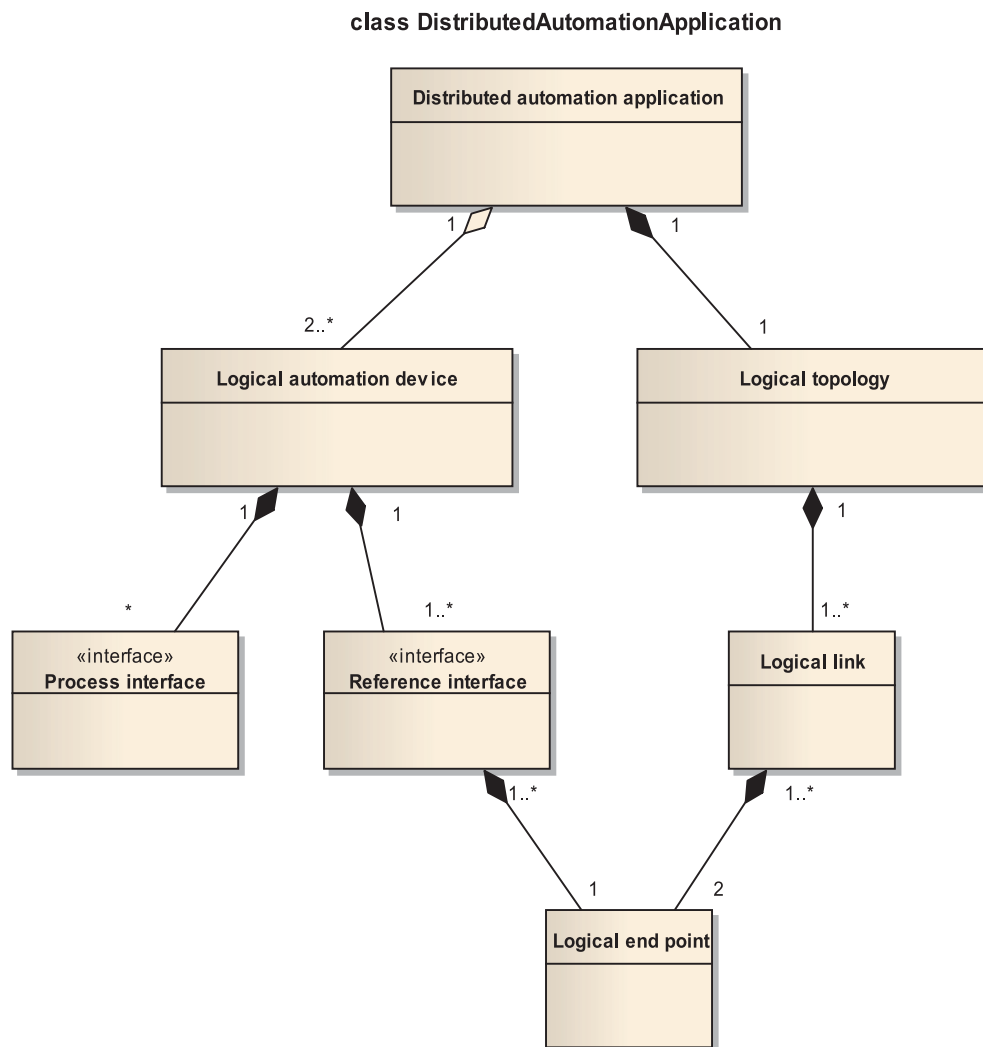 class DistributedAutomationApplication
Distributed automation application
1
1
2..*
1
Logical automation device
Logical topology
1
1
1
*
1..*
1..*
«interface»
Process interface
«interface»
Reference interface
Logical link
1..*
1..*
1
2
Logical end point